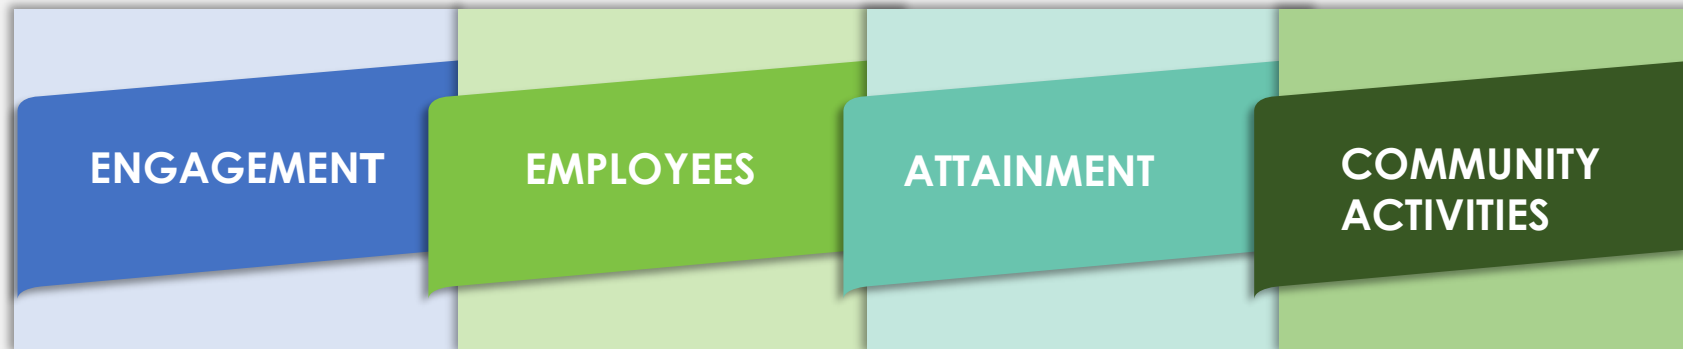 ENGAGEMENT
EMPLOYEES
ATTAINMENT
COMMUNITY
ACTIVITIES